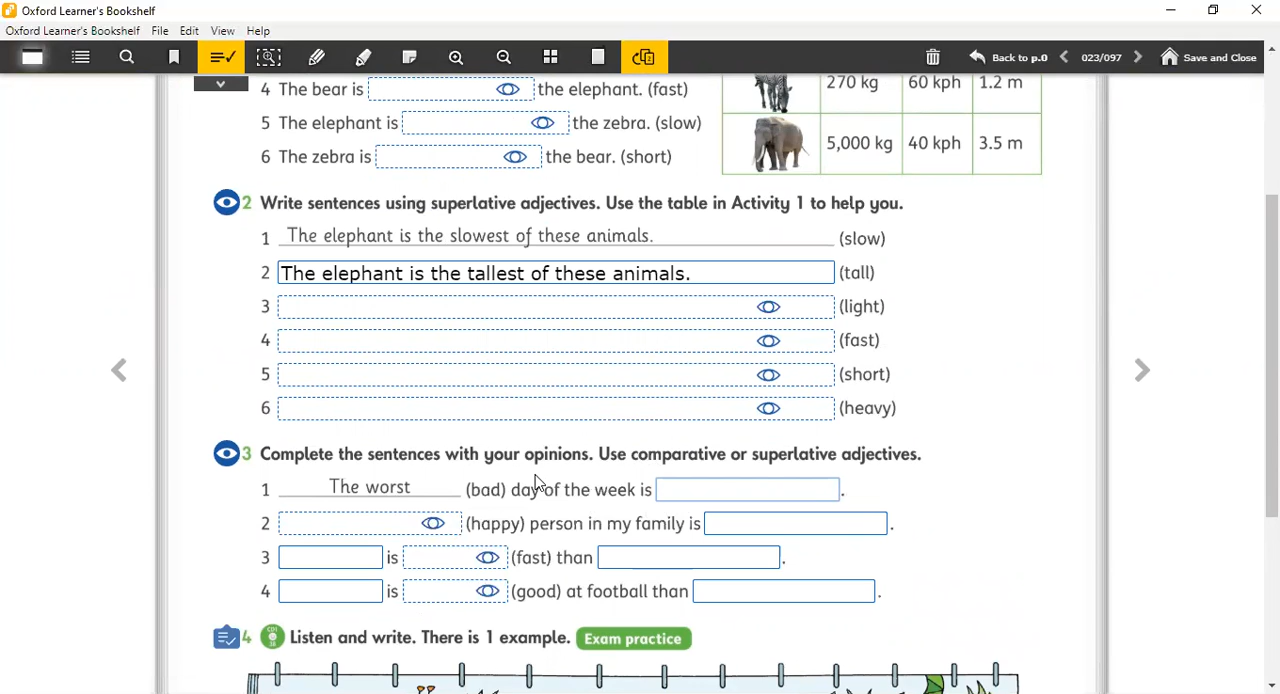 Oxford Learner's Bookshelf
Oxford Learner's Bookshelf File Edit View Help
Back to p.0 023/097 Save and Close
4 The bear is the elephant. (fast)
270 kg 60 kph 1.2 m
5 The elephant is the zebra. (slow)
5,000 kg 40 kph 3.5 m
6 The zebra is the bear. (short)
2 Write sentences using superlative adjectives. Use the table in Activity 1 to help you.
1 The elephant is the slowest of these animals. (slow)
2 The elephant is the tallest of these animals. (tall)
3 (light)
4 (fast)
5 (short)
6 (heavy)
3 Complete the sentences with your opinions. Use comparative or superlative adjectives.
1 The worst (bad) day of the week is .
2 (happy) person in my family is .
3 is (fast) than .
4 is (good) at football than .
4 Listen and write. There is 1 example. Exam practice